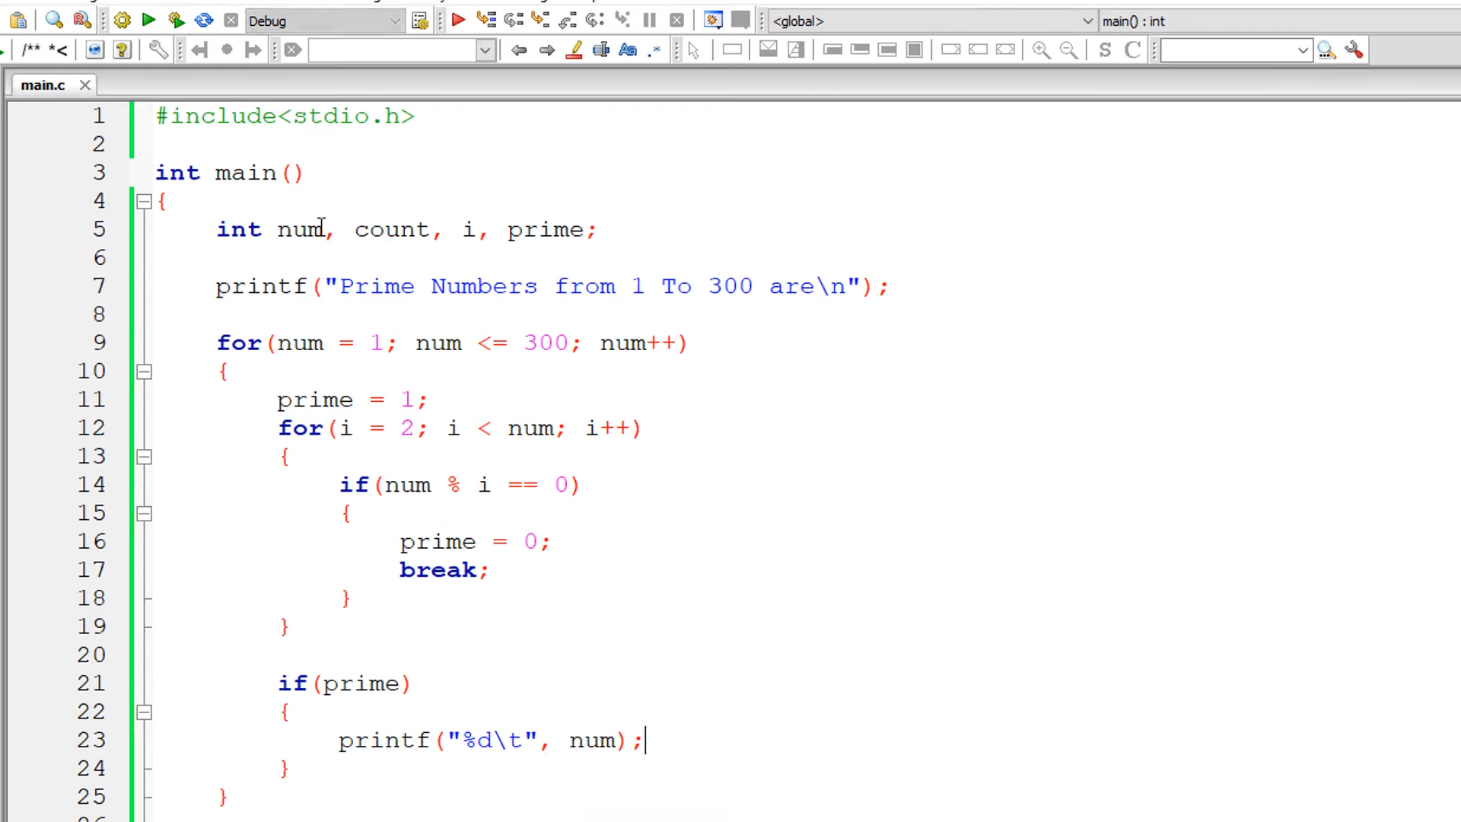 Debug
<global>
main() : int
/** *<
Aa
.*
S C
main.c
1 #include<stdio.h>
2
3 int main()
4 {
5 int num, count, i, prime;
6
7 printf("Prime Numbers from 1 To 300 are\n");
8
9 for(num = 1; num <= 300; num++)
10 {
11 prime = 1;
12 for(i = 2; i < num; i++)
13 {
14 if(num % i == 0)
15 {
16 prime = 0;
17 break;
18 }
19 }
20
21 if(prime)
22 {
23 printf("%d\t", num);
24 }
25 }